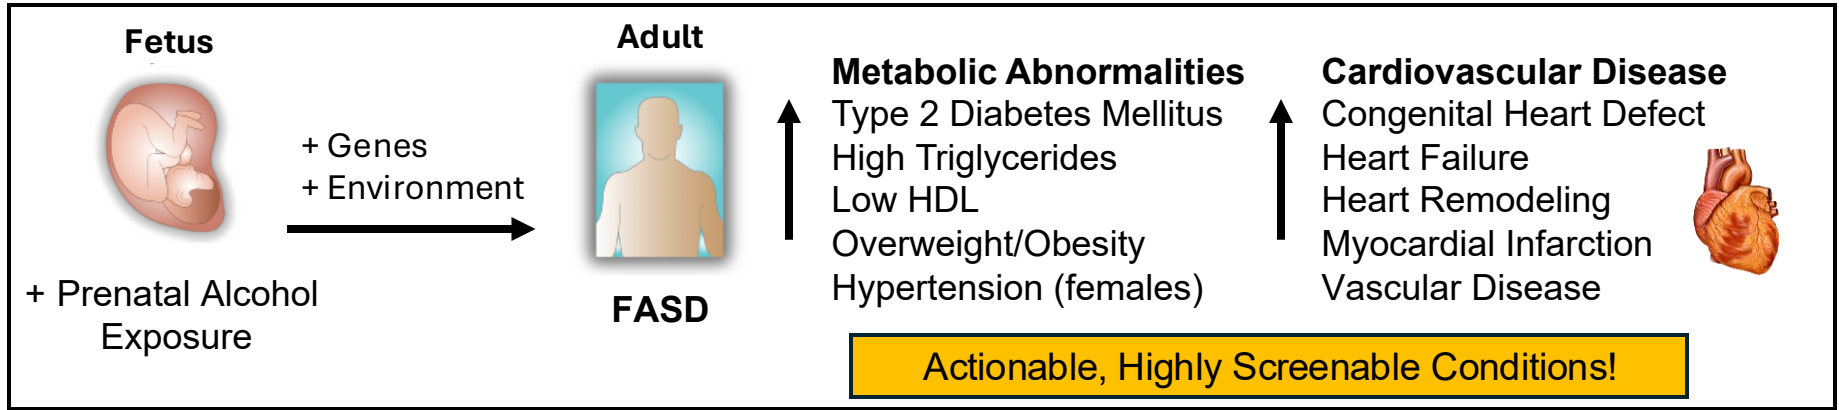 Fetus
+ Prenatal Alcohol
Exposure
+ Genes
+ Environment
Adult
FASD
Metabolic Abnormalities
Type 2 Diabetes Mellitus
High Triglycerides
Low HDL
Overweight/Obesity
Hypertension (females)
Cardiovascular Disease
Congenital Heart Defect
Heart Failure
Heart Remodeling
Myocardial Infarction
Vascular Disease
Actionable, Highly Screenable Conditions!